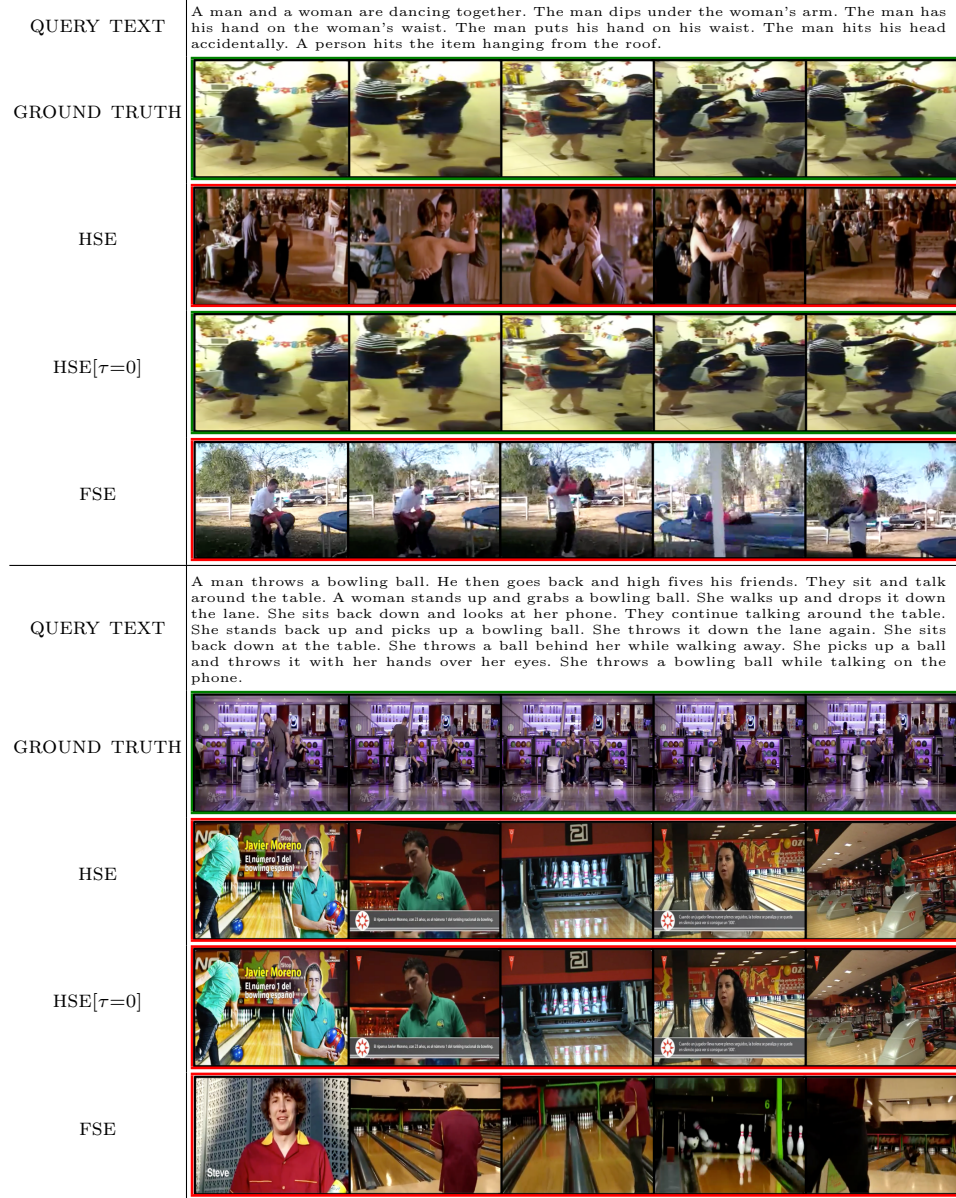 QUERY TEXT
A man and a woman are dancing together. The man dips under the woman's arm. The man has
his hand on the woman's waist. The man puts his hand on his waist. The man hits his head
accidentally. A person hits the item hanging from the roof.
GROUND TRUTH
HSE
HSE[τ=0]
FSE
QUERY TEXT
A man throws a bowling ball. He then goes back and high fives his friends. They sit and talk
around the table. A woman stands up and grabs a bowling ball. She walks up and drops it down
the lane. She sits back down and looks at her phone. They continue talking around the table.
She stands back up and picks up a bowling ball. She throws it down the lane again. She sits
back down at the table. She throws a ball behind her while walking away. She picks up a ball
and throws it with her hands over her eyes. She throws a bowling ball while talking on the
phone.
GROUND TRUTH
HSE
NO
Javier Moreno
El número 1 del
bowling español
21
HSE[τ=0]
NO
Javier Moreno
El número 1 del
bowling español
21
FSE
Steve
6 7